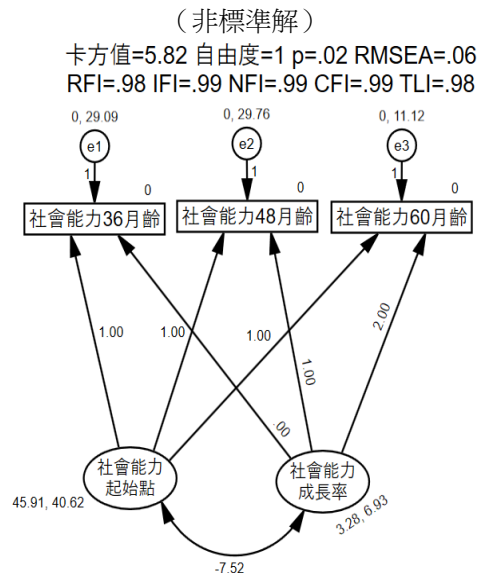 （非標準解）
卡方值=5.82 自由度=1 p=.02 RMSEA=.06
RFI=.98 IFI=.99 NFI=.99 CFI=.99 TLI=.98
0, 29.09
0, 29.76
0, 11.12
e1
e2
e3
1
1
1
0
0
0
社會能力36月齡
社會能力48月齡
社會能力60月齡
1.00
1.00
1.00
2.00
1.00
.00
社會能力
起始點
社會能力
成長率
45.91, 40.62
3.28, 6.93
-7.52